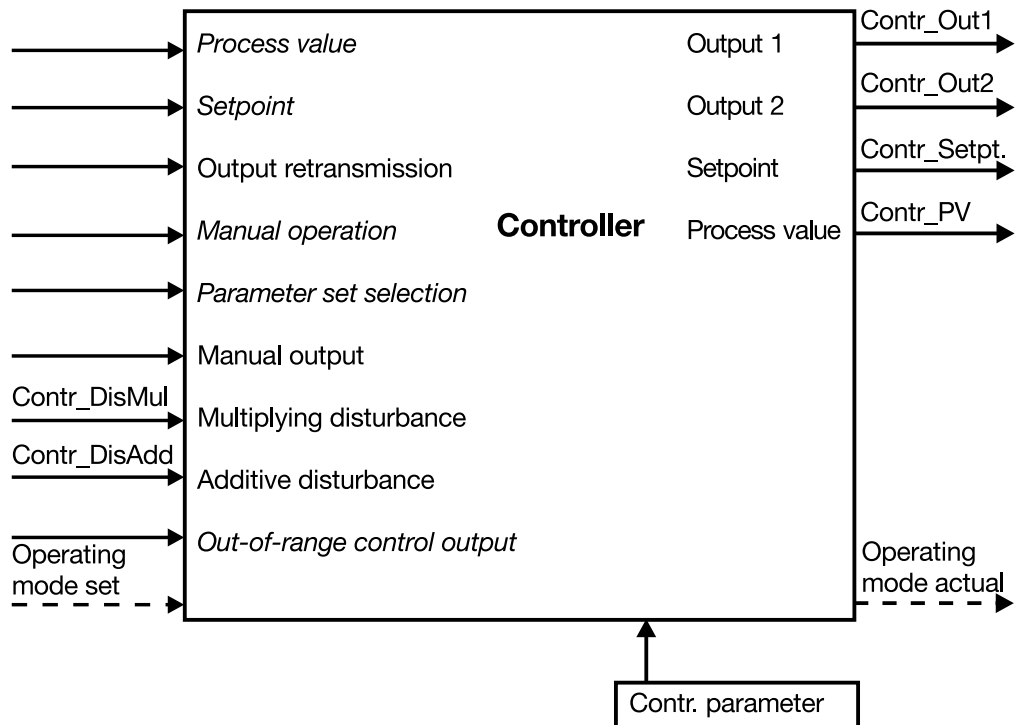 Contr_Out1
Process value
Output 1
Contr_Out2
Setpoint
Output 2
Contr_Setpt.
Output retransmission
Setpoint
Contr_PV
Manual operation
Controller
Process value
Parameter set selection
Manual output
Contr_DisMul
Multiplying disturbance
Contr_DisAdd
Additive disturbance
Out-of-range control output
Operating
mode set
Operating
mode actual
Contr. parameter